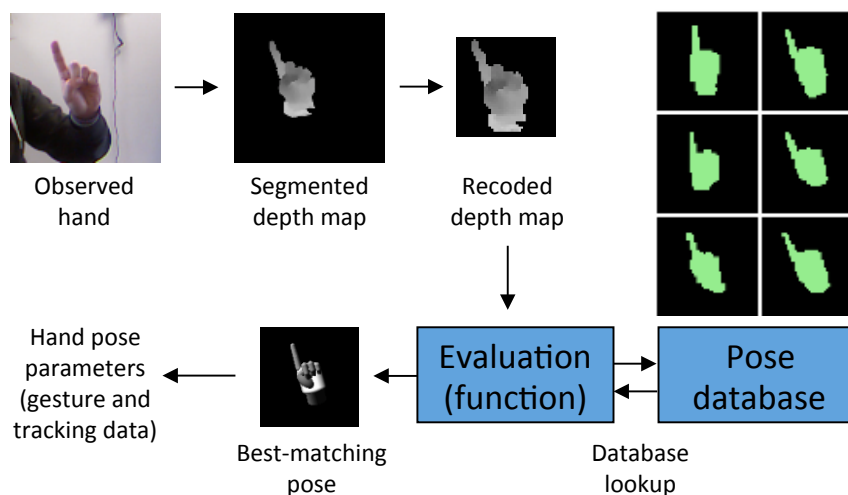 Observed
hand
Segmented
depth map
Recoded
depth map
Hand pose
parameters
(gesture and
tracking data)
Best-matching
pose
Evaluation
(function)
Pose
database
Database
lookup